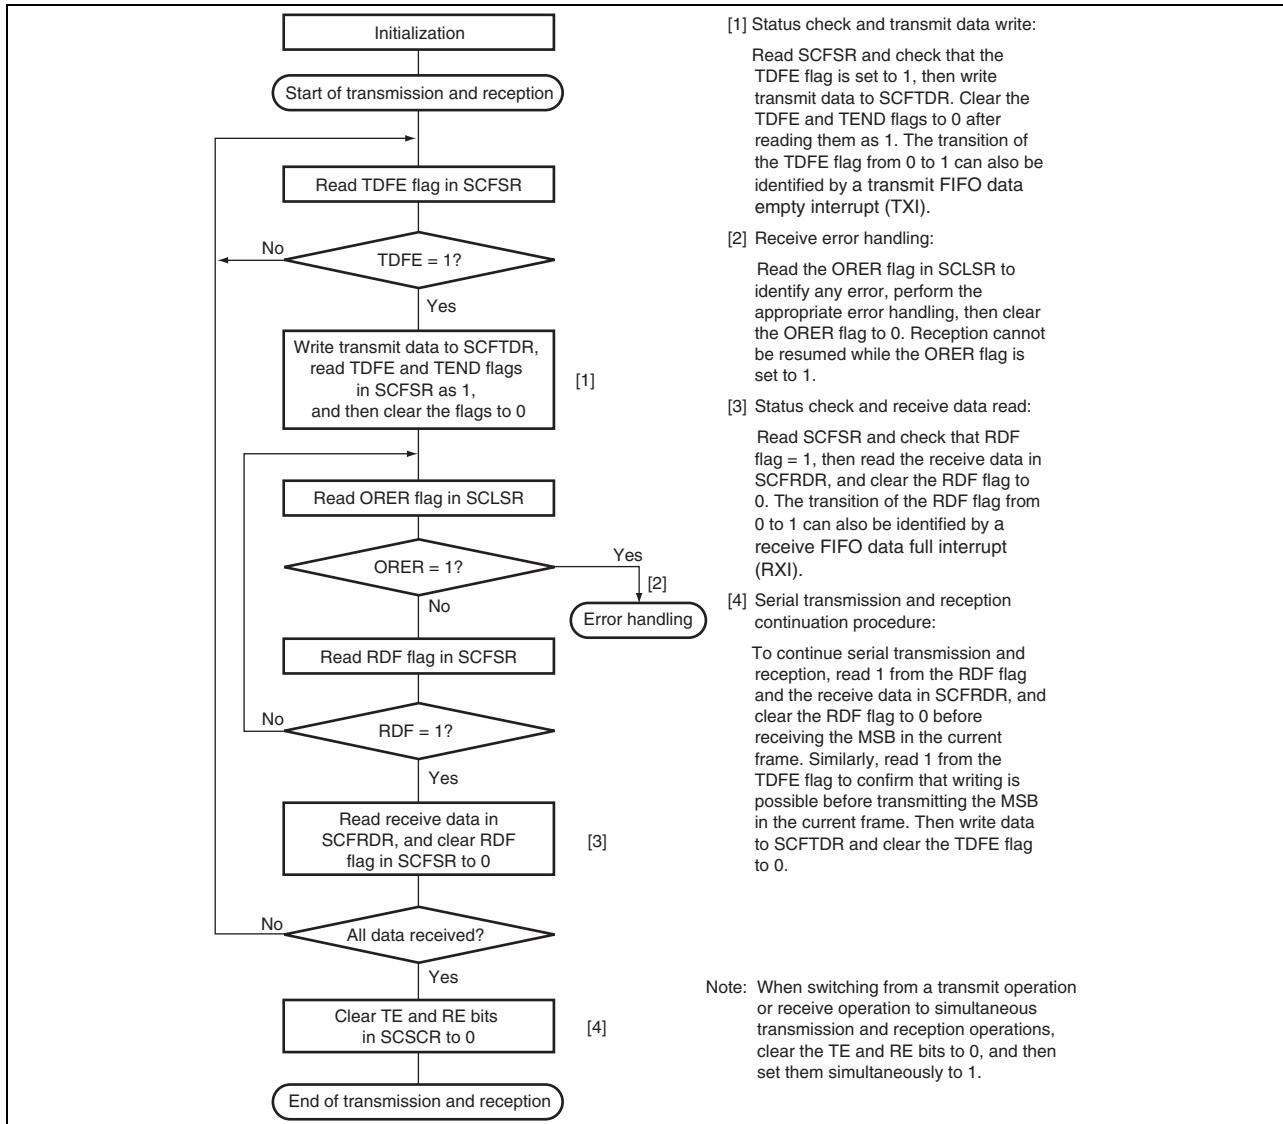 Initialization
Start of transmission and reception
Read TDFE flag in SCFSR
No
TDFE = 1?
Yes
Write transmit data to SCFTDR,
read TDFE and TEND flags
in SCFSR as 1,
and then clear the flags to 0
[1]
Read ORER flag in SCLSR
ORER = 1?
Yes
[2]
No
Error handling
Read RDF flag in SCFSR
No
RDF = 1?
Yes
Read receive data in
SCFRDR, and clear RDF
flag in SCFSR to 0
[3]
No
All data received?
Yes
Clear TE and RE bits
in SCSCR to 0
[4]
End of transmission and reception
[1] Status check and transmit data write:
Read SCFSR and check that the
TDFE flag is set to 1, then write
transmit data to SCFTDR. Clear the
TDFE and TEND flags to 0 after
reading them as 1. The transition of
the TDFE flag from 0 to 1 can also be
identified by a transmit FIFO data
empty interrupt (TXI).
[2] Receive error handling:
Read the ORER flag in SCLSR to
identify any error, perform the
appropriate error handling, then clear
the ORER flag to 0. Reception cannot
be resumed while the ORER flag is
set to 1.
[3] Status check and receive data read:
Read SCFSR and check that RDF
flag = 1, then read the receive data in
SCFRDR, and clear the RDF flag to
0. The transition of the RDF flag from
0 to 1 can also be identified by a
receive FIFO data full interrupt
(RXI).
[4] Serial transmission and reception
continuation procedure:
To continue serial transmission and
reception, read 1 from the RDF flag
and the receive data in SCFRDR, and
clear the RDF flag to 0 before
receiving the MSB in the current
frame. Similarly, read 1 from the
TDFE flag to confirm that writing is
possible before transmitting the MSB
in the current frame. Then write data
to SCFTDR and clear the TDFE flag
to 0.
Note: When switching from a transmit operation
or receive operation to simultaneous
transmission and reception operations,
clear the TE and RE bits to 0, and then
set them simultaneously to 1.